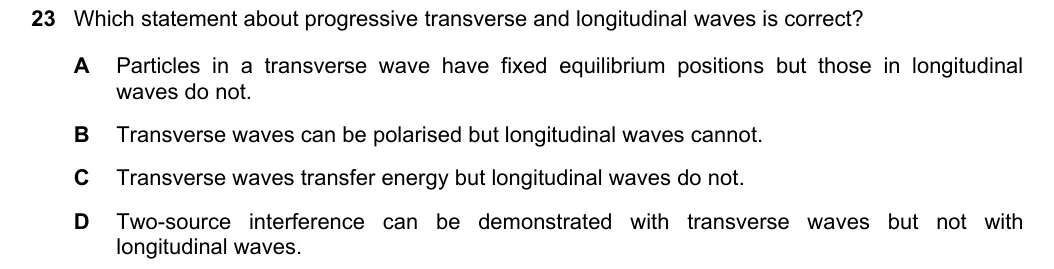 23 Which statement about progressive transverse and longitudinal waves is correct?
A Particles in a transverse wave have fixed equilibrium positions but those in longitudinal
waves do not.
B Transverse waves can be polarised but longitudinal waves cannot.
C Transverse waves transfer energy but longitudinal waves do not.
D Two-source interference can be demonstrated with transverse waves but not with
longitudinal waves.